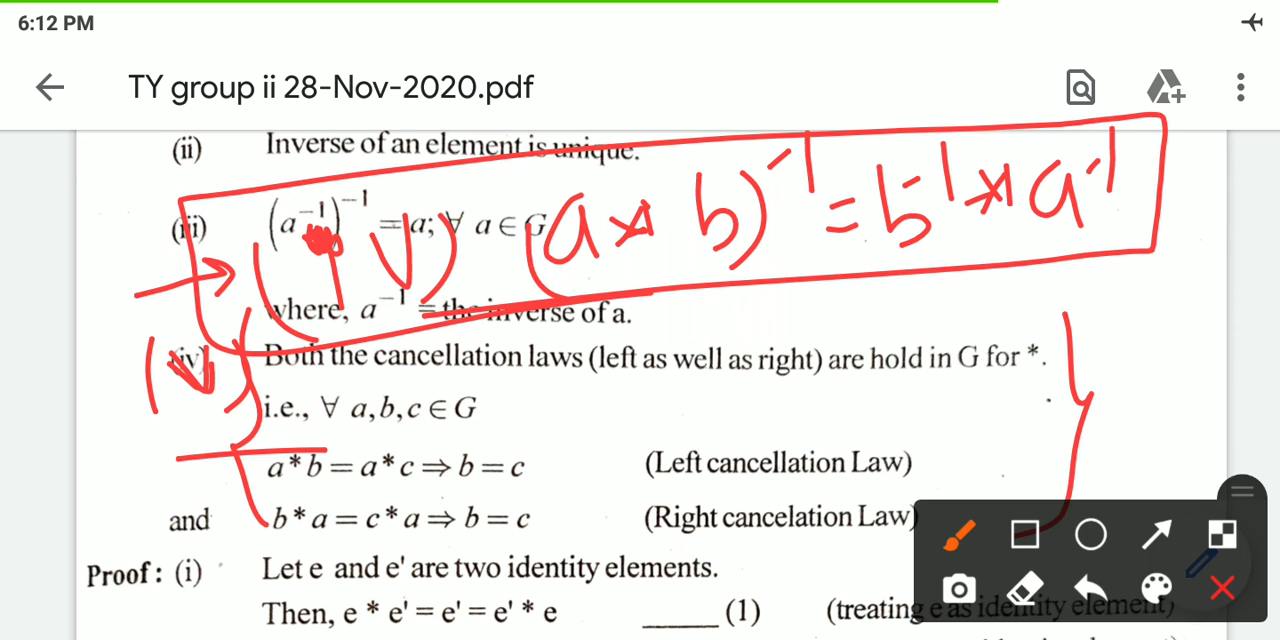 6:12 PM
TY group ii 28-Nov-2020.pdf
(ii) Inverse of an element is unique.
(iii) (a⁻¹)⁻¹ = a; ∀ a ∈ G
(iv) (a * b)⁻¹ = b⁻¹ * a⁻¹
where, a⁻¹ = the inverse of a.
(v) Both the cancellation laws (left as well as right) are hold in G for *.
i.e., ∀ a,b,c ∈ G
a*b = a*c ⇒ b = c (Left cancellation Law)
and b*a = c*a ⇒ b = c (Right cancelation Law)
Proof : (i) Let e and e' are two identity elements.
Then, e * e' = e' = e' * e ____ (1) (treating e as identity element)